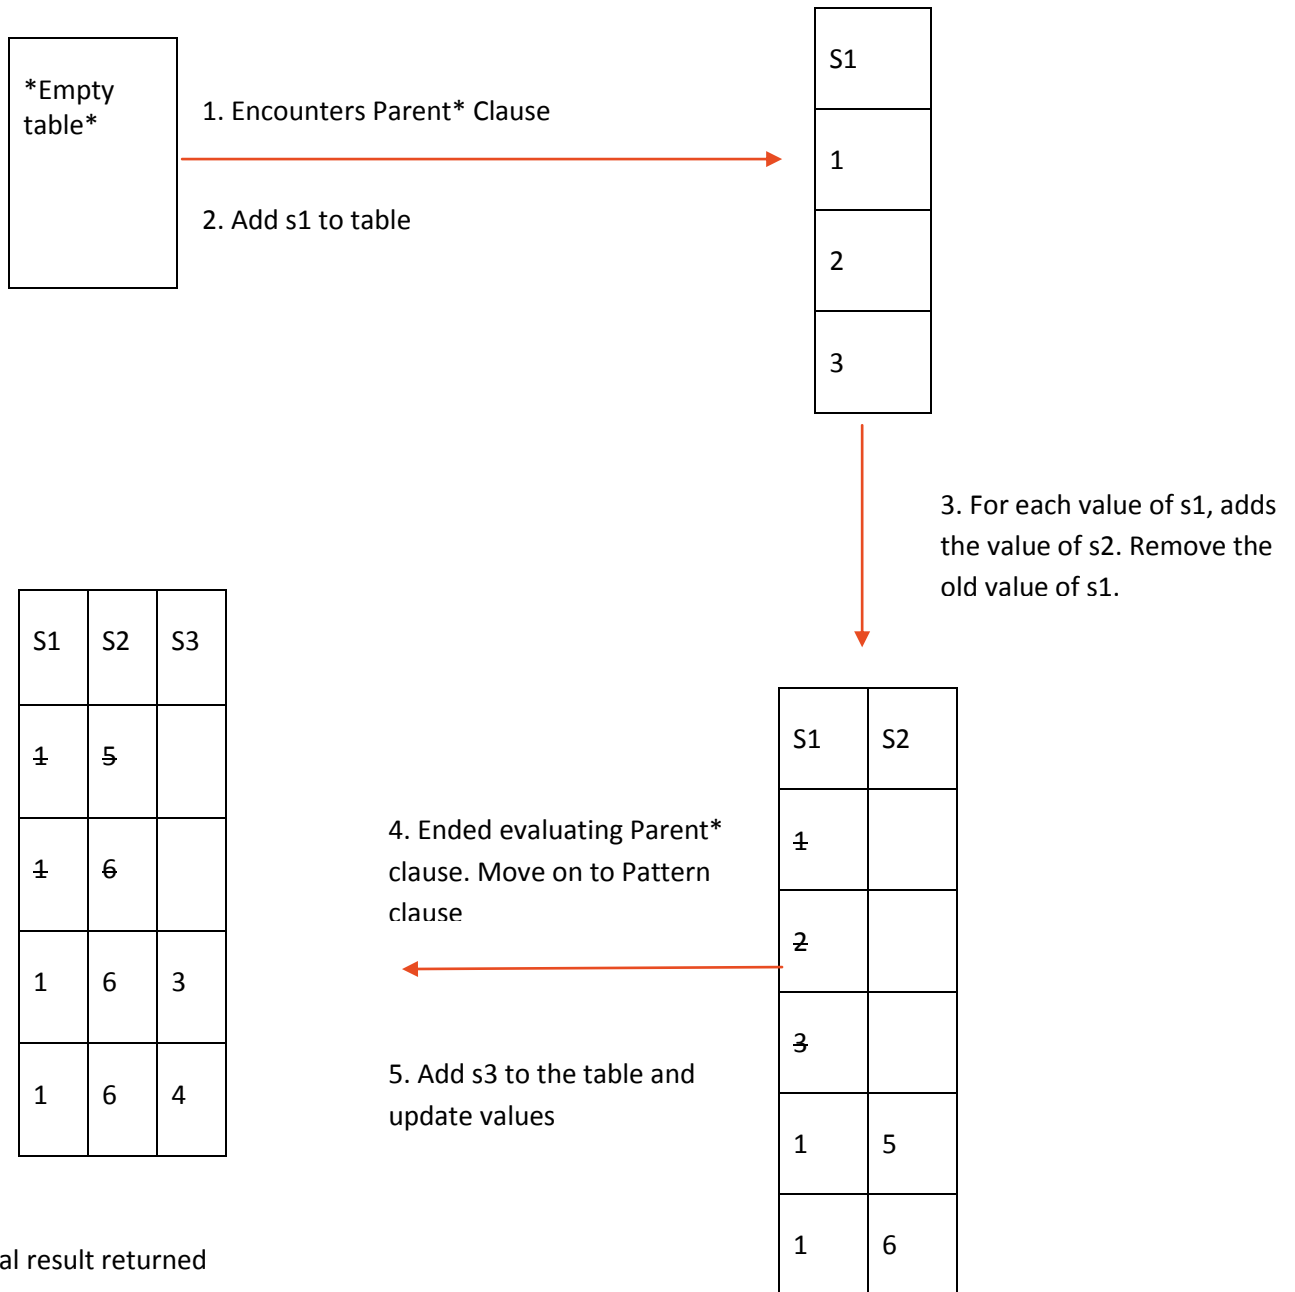 *Empty
table*
1. Encounters Parent* Clause
2. Add s1 to table
S1
1
2
3
3. For each value of s1, adds
the value of s2. Remove the
old value of s1.
S1 S2
1
2
3
1 5
1 6
4. Ended evaluating Parent*
clause. Move on to Pattern
clause
5. Add s3 to the table and
update values
S1 S2 S3
1 5
1 6
1 6 3
1 6 4
al result returned